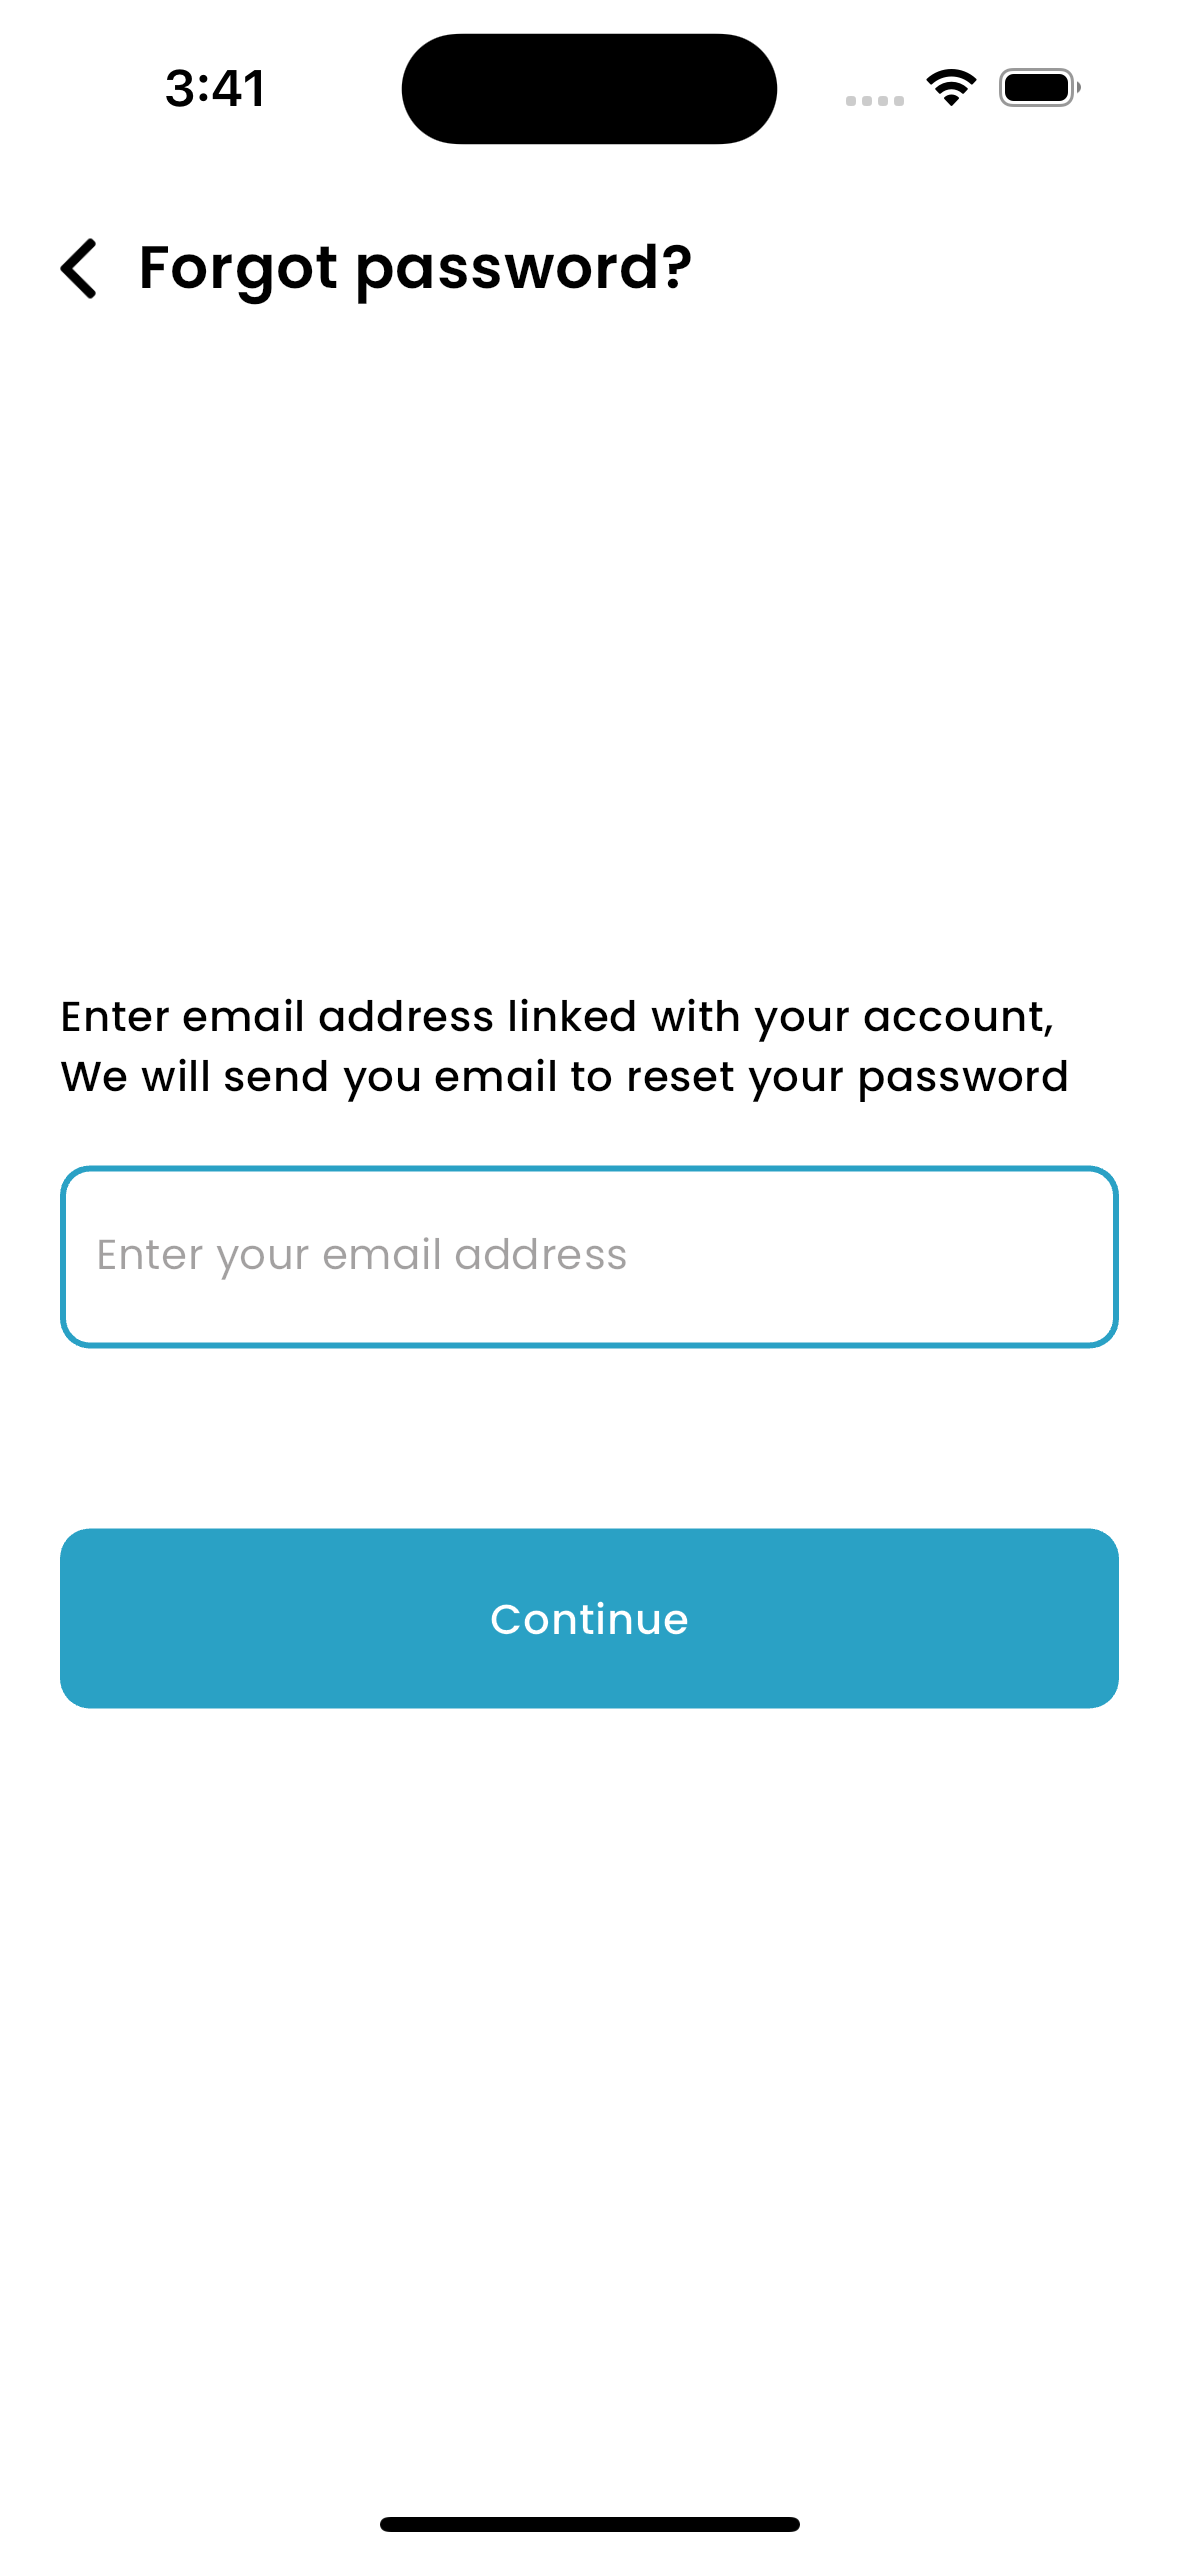 3:41
Forgot password?
Enter email address linked with your account,
We will send you email to reset your password
Enter your email address
Continue